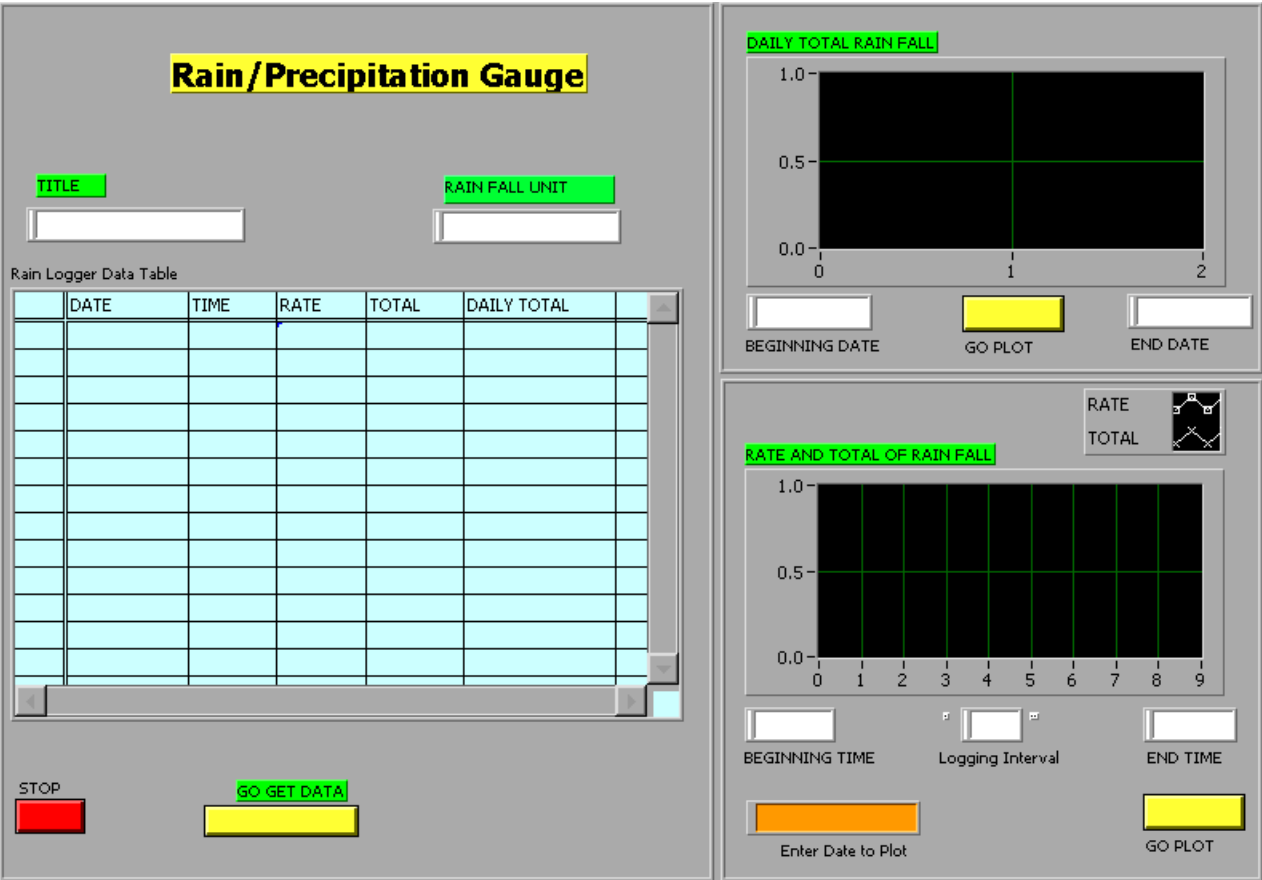 Rain/Precipitation Gauge
TITLE
RAIN FALL UNIT
Rain Logger Data Table
DATE TIME RATE TOTAL DAILY TOTAL
STOP
GO GET DATA
DAILY TOTAL RAIN FALL
1.0
0.5
0.0
0 1 2
BEGINNING DATE GO PLOT END DATE
RATE
TOTAL
RATE AND TOTAL OF RAIN FALL
1.0
0.5
0.0
0 1 2 3 4 5 6 7 8 9
BEGINNING TIME Logging Interval END TIME
Enter Date to Plot GO PLOT